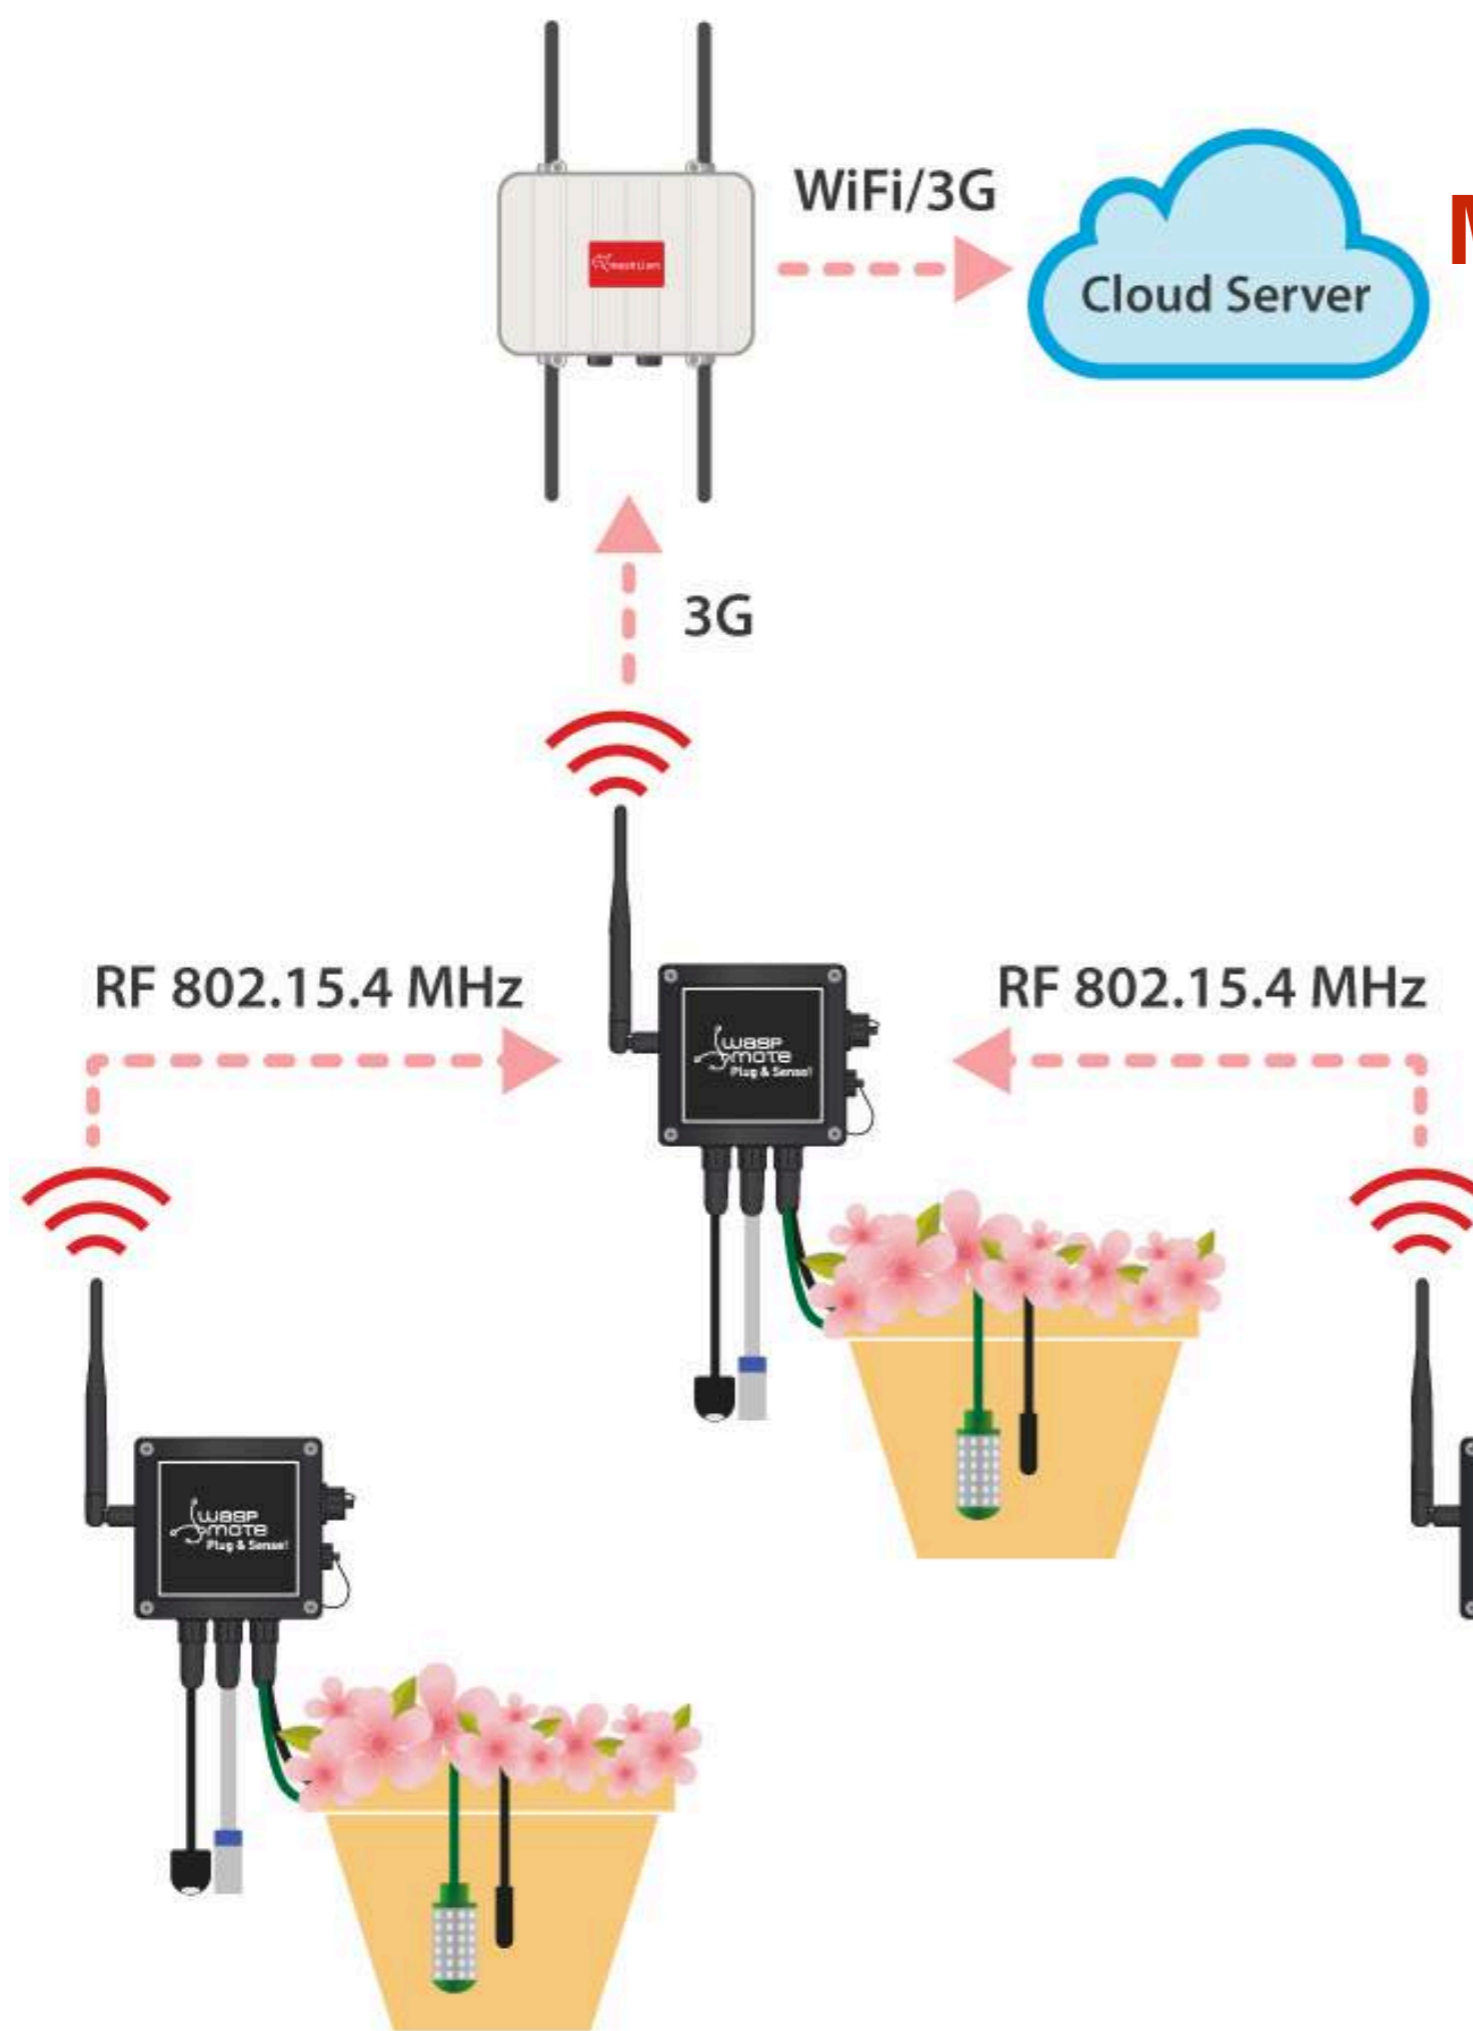 WiFi/3G
M
meshlium
Cloud Server
3G
RF 802.15.4 MHz
RF 802.15.4 MHz
wasp
mote
Plug & Sense!
wasp
mote
Plug & Sense!